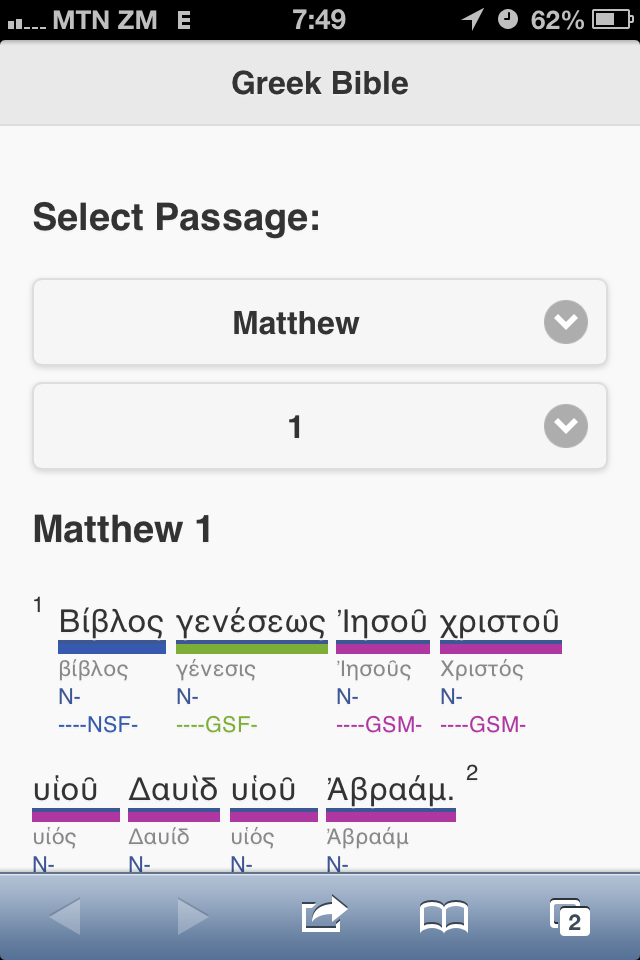 MTN ZM E 7:49 62%
Greek Bible
Select Passage:
Matthew
1
Matthew 1
1 Βίβλος γενέσεως Ἰησοῦ χριστοῦ
βίβλος γένεσις Ἰησοῦς Χριστός
N- N- N- N-
----NSF- ----GSF- ----GSM- ----GSM-
υἱοῦ Δαυὶδ υἱοῦ Ἀβραάμ. 2
υἱός Δαυίδ υἱός Ἀβραάμ
N- N- N- N-
2